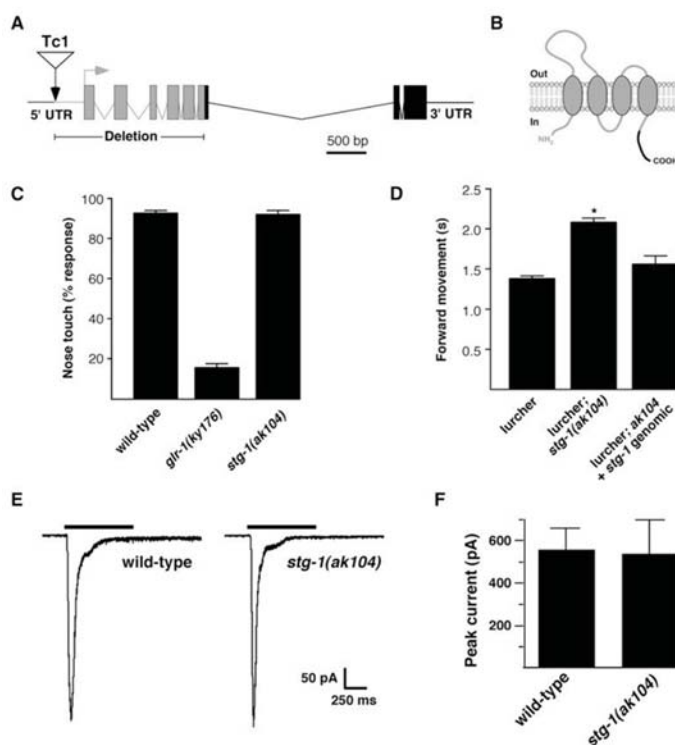 A
Tc1
5' UTR
3' UTR
Deletion
500 bp
B
Out
In
NH2
COOH
C
Nose touch (% response)
100
80
60
40
20
wild-type
glr-1(ky176)
stg-1(ak104)
D
Forward movement (s)
2.5
2.0
1.5
1.0
0.5
*
lurcher
lurcher;
stg-1(ak104)
lurcher; ak104
+ stg-1 genomic
E
wild-type
stg-1(ak104)
50 pA
250 ms
F
Peak current (pA)
600
400
200
wild-type
stg-1(ak104)